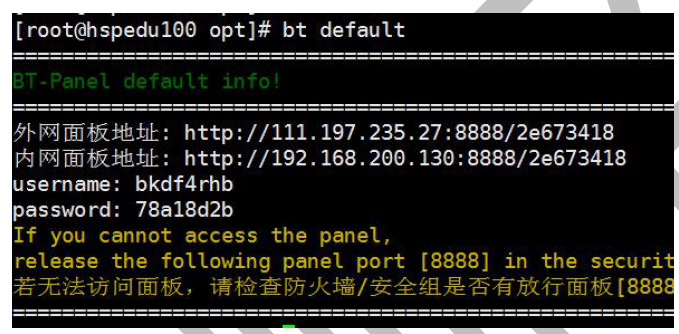 [root@hspedu100 opt]# bt default
==================================================================
BT-Panel default info!
==================================================================
外网面板地址: http://111.197.235.27:8888/2e673418
内网面板地址: http://192.168.200.130:8888/2e673418
username: bkdf4rhb
password: 78a18d2b
If you cannot access the panel,
release the following panel port [8888] in the securit
若无法访问面板，请检查防火墙/安全组是否有放行面板[8888
==================================================================